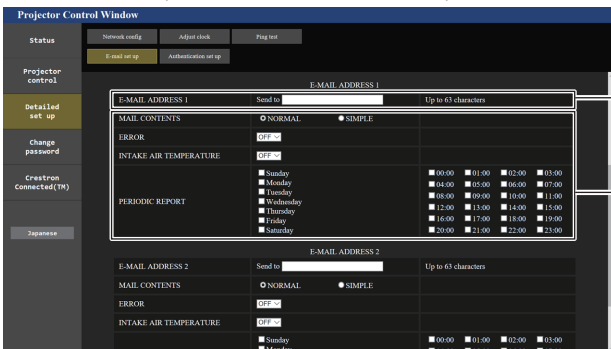 Projector Control Window
Status
Projector
control
Detailed
set up
Change
password
Crestron
Connected(TM)
Japanese
Network config Adjust clock Ping test
E-mail set up Authentication set up
E-MAIL ADDRESS 1
E-MAIL ADDRESS 1 Send to Up to 63 characters
MAIL CONTENTS NORMAL SIMPLE
ERROR OFF
INTAKE AIR TEMPERATURE OFF
PERIODIC REPORT
Sunday 00:00 01:00 02:00 03:00
Monday 04:00 05:00 06:00 07:00
Tuesday 08:00 09:00 10:00 11:00
Wednesday 12:00 13:00 14:00 15:00
Thursday 16:00 17:00 18:00 19:00
Friday 20:00 21:00 22:00 23:00
Saturday
E-MAIL ADDRESS 2
E-MAIL ADDRESS 2 Send to Up to 63 characters
MAIL CONTENTS NORMAL SIMPLE
ERROR OFF
INTAKE AIR TEMPERATURE OFF
Sunday 00:00 01:00 02:00 03:00